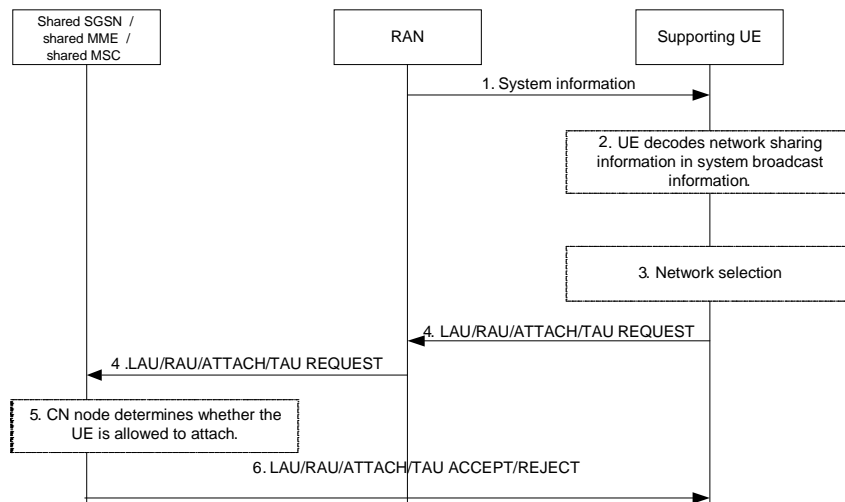 Shared SGSN /
shared MME /
shared MSC
RAN
Supporting UE
1. System information
2. UE decodes network sharing
information in system broadcast
information.
3. Network selection
4. LAU/RAU/ATTACH/TAU REQUEST
4 .LAU/RAU/ATTACH/TAU REQUEST
5. CN node determines whether the
UE is allowed to attach.
6. LAU/RAU/ATTACH/TAU ACCEPT/REJECT